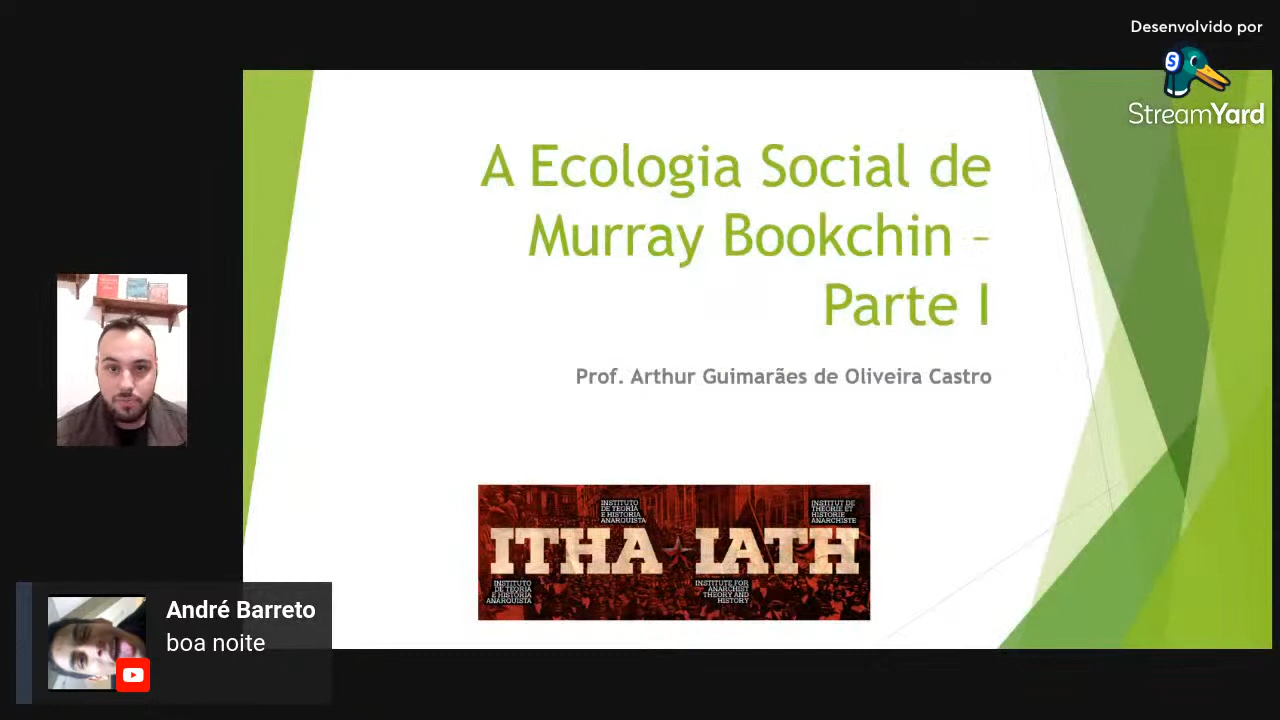 Desenvolvido por
StreamYard
A Ecologia Social de
Murray Bookchin –
Parte I
Prof. Arthur Guimarães de Oliveira Castro
INSTITUTO
DE TEORIA
E HISTORIA
ANARQUISTA
INSTITUT DE
THÉORIE ET
HISTORIE
ANARCHISTE
ITHA IATH
INSTITUTO
DE TEORIA
E HISTÓRIA
ANARQUISTA
INSTITUTE FOR
ANARCHIST
THEORY AND
HISTORY
André Barreto
boa noite